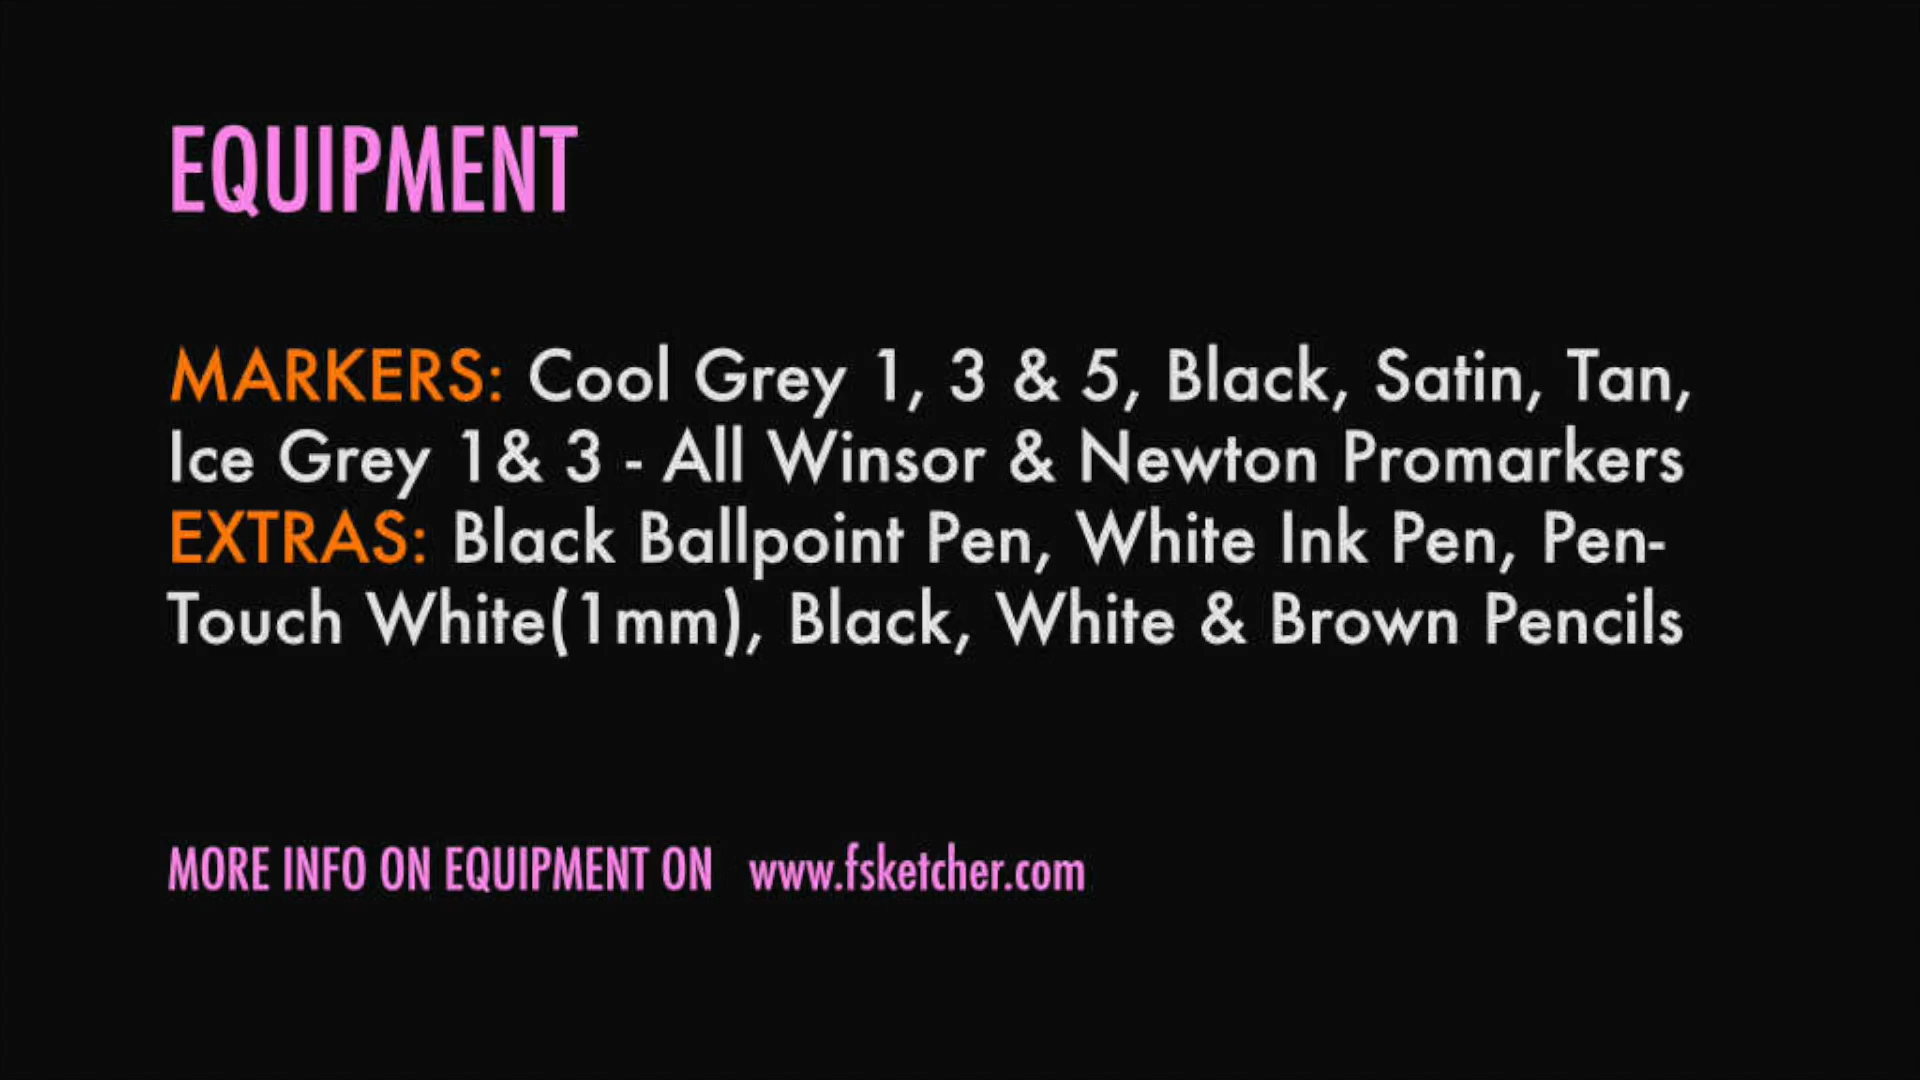 EQUIPMENT
MARKERS: Cool Grey 1, 3 & 5, Black, Satin, Tan,
Ice Grey 1& 3 - All Winsor & Newton Promarkers
EXTRAS: Black Ballpoint Pen, White Ink Pen, Pen-
Touch White(1mm), Black, White & Brown Pencils
MORE INFO ON EQUIPMENT ON www.fsketcher.com